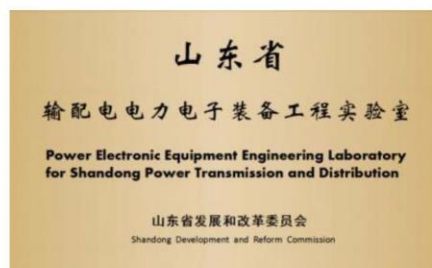 山东省
输配电电力电子装备工程实验室
Power Electronic Equipment Engineering Laboratory
for Shandong Power Transmission and Distribution
山东省发展和改革委员会
Shandong Development and Reform Commission